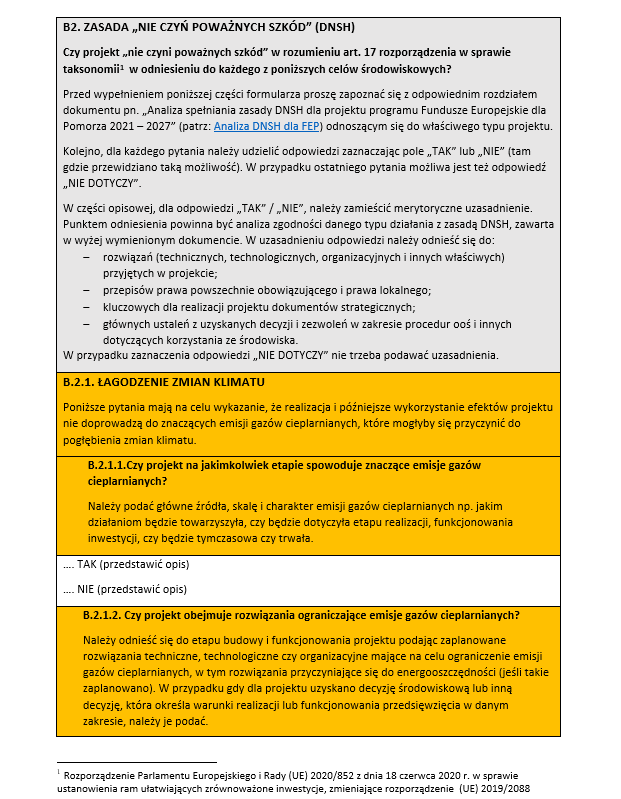 B2. ZASADA „NIE CZYŃ POWAŻNYCH SZKÓD” (DNSH)
Czy projekt „nie czyni poważnych szkód” w rozumieniu art. 17 rozporządzenia w sprawie
taksonomii¹ w odniesieniu do każdego z poniższych celów środowiskowych?
Przed wypełnieniem poniższej części formularza proszę zapoznać się z odpowiednim rozdziałem
dokumentu pn. „Analiza spełniania zasady DNSH dla projektu programu Fundusze Europejskie dla
Pomorza 2021 – 2027” (patrz: Analiza DNSH dla FEP) odnoszącym się do właściwego typu projektu.
Kolejno, dla każdego pytania należy udzielić odpowiedzi zaznaczając pole „TAK” lub „NIE” (tam
gdzie przewidziano taką możliwość). W przypadku ostatniego pytania możliwa jest też odpowiedź
„NIE DOTYCZY”.
W części opisowej, dla odpowiedzi „TAK” / „NIE”, należy zamieścić merytoryczne uzasadnienie.
Punktem odniesienia powinna być analiza zgodności danego typu działania z zasadą DNSH, zawarta
w wyżej wymienionym dokumencie. W uzasadnieniu odpowiedzi należy odnieść się do:
– rozwiązań (technicznych, technologicznych, organizacyjnych i innych właściwych)
przyjętych w projekcie;
– przepisów prawa powszechnie obowiązującego i prawa lokalnego;
– kluczowych dla realizacji projektu dokumentów strategicznych;
– głównych ustaleń z uzyskanych decyzji i zezwoleń w zakresie procedur ooś i innych
dotyczących korzystania ze środowiska.
W przypadku zaznaczenia odpowiedzi „NIE DOTYCZY” nie trzeba podawać uzasadnienia.
B.2.1. ŁAGODZENIE ZMIAN KLIMATU
Poniższe pytania mają na celu wykazanie, że realizacja i późniejsze wykorzystanie efektów projektu
nie doprowadzą do znaczących emisji gazów cieplarnianych, które mogłyby się przyczynić do
pogłębienia zmian klimatu.
B.2.1.1.Czy projekt na jakimkolwiek etapie spowoduje znaczące emisje gazów
cieplarnianych?
Należy podać główne źródła, skalę i charakter emisji gazów cieplarnianych np. jakim
działaniom będzie towarzyszyła, czy będzie dotyczyła etapu realizacji, funkcjonowania
inwestycji, czy będzie tymczasowa czy trwała.
.... TAK (przedstawić opis)
.... NIE (przedstawić opis)
B.2.1.2. Czy projekt obejmuje rozwiązania ograniczające emisje gazów cieplarnianych?
Należy odnieść się do etapu budowy i funkcjonowania projektu podając zaplanowane
rozwiązania techniczne, technologiczne czy organizacyjne mające na celu ograniczenie emisji
gazów cieplarnianych, w tym rozwiązania przyczyniające się do energooszczędności (jeśli takie
zaplanowano). W przypadku gdy dla projektu uzyskano decyzję środowiskową lub inną
decyzję, która określa warunki realizacji lub funkcjonowania przedsięwzięcia w danym
zakresie, należy je podać.
¹ Rozporządzenie Parlamentu Europejskiego i Rady (UE) 2020/852 z dnia 18 czerwca 2020 r. w sprawie
ustanowienia ram ułatwiających zrównoważone inwestycje, zmieniające rozporządzenie (UE) 2019/2088